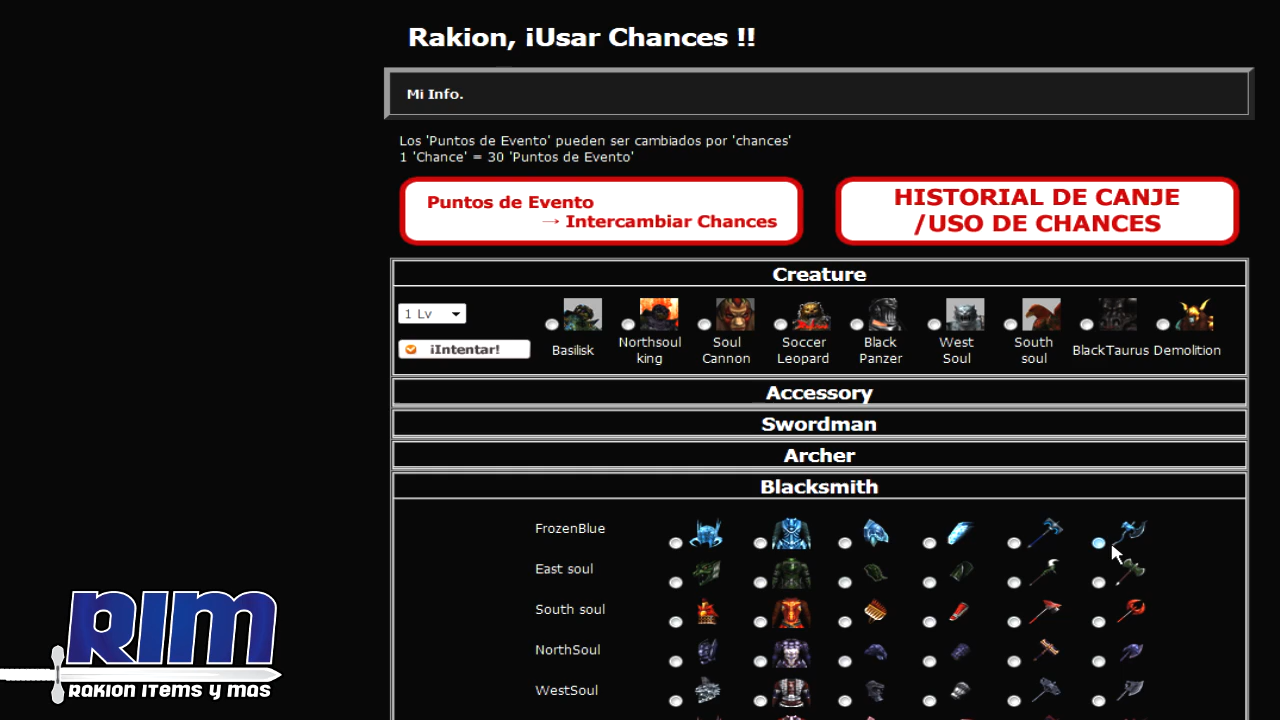 Rakion, ¡Usar Chances !!
Mi Info.
Los 'Puntos de Evento' pueden ser cambiados por 'chances'
1 'Chance' = 30 'Puntos de Evento'
Puntos de Evento
→ Intercambiar Chances
HISTORIAL DE CANJE
/USO DE CHANCES
Creature
1 Lv
¡Intentar!
Basilisk
Northsoul
king
Soul
Cannon
Soccer
Leopard
Black
Panzer
West
Soul
South
soul
BlackTaurus
Demolition
Accessory
Swordman
Archer
Blacksmith
FrozenBlue
East soul
South soul
NorthSoul
WestSoul
RIM
RAKION ITEMS Y MAS